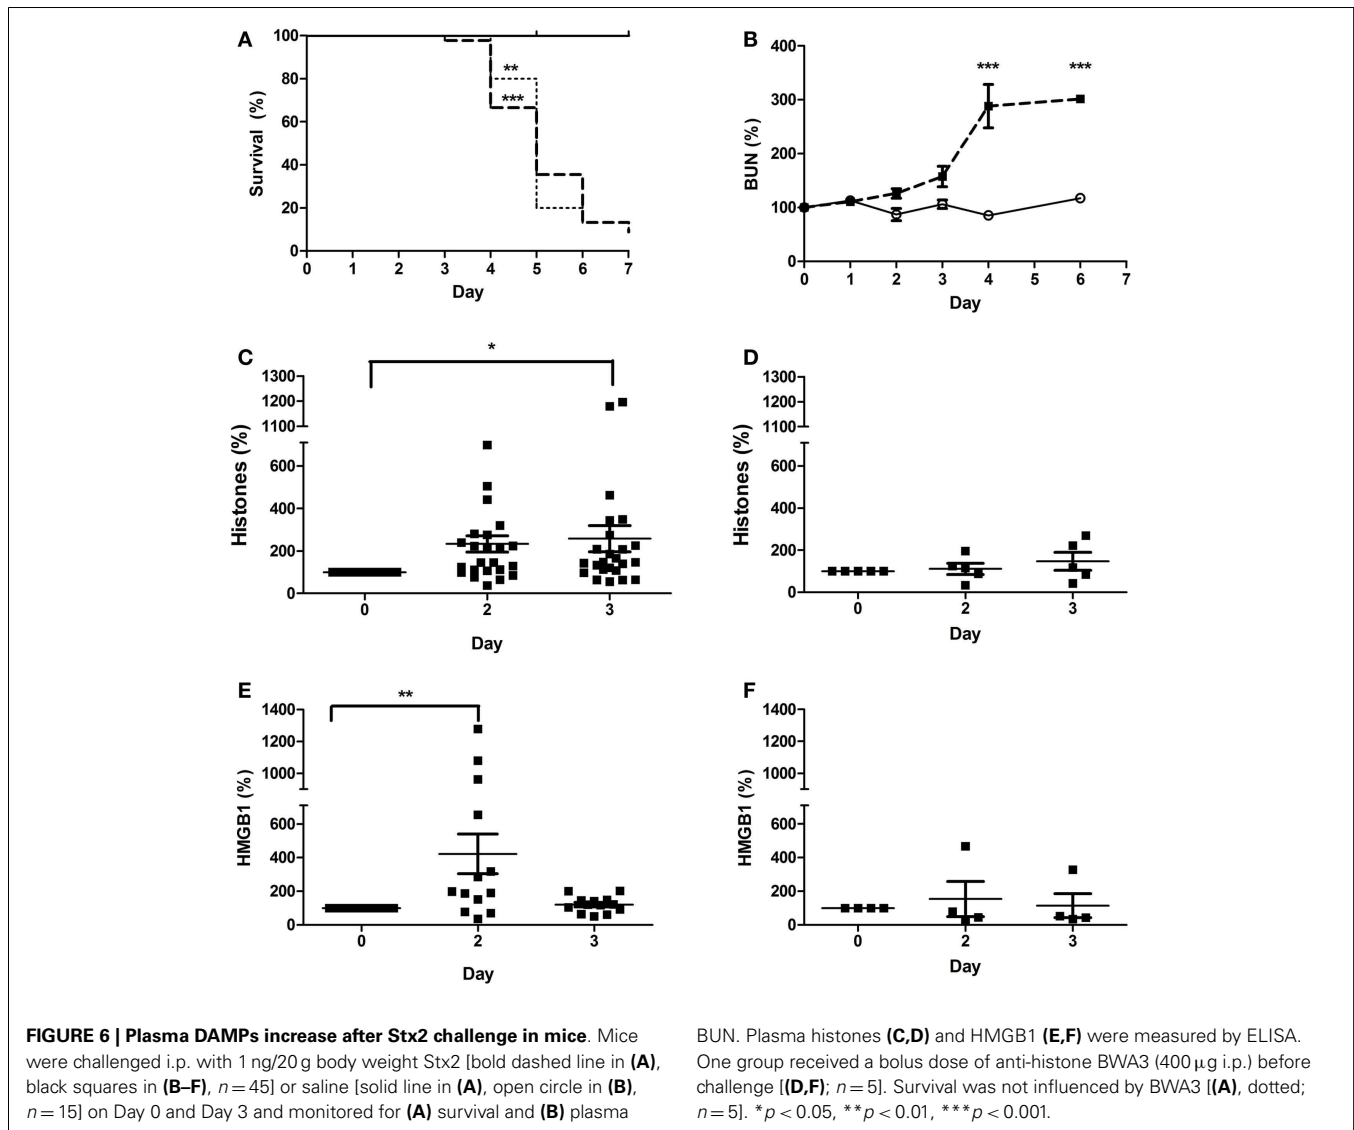 A
100
80
60
40
20
0
Survival (%)
**
***
0 1 2 3 4 5 6 7
Day
B
400
300
200
100
0
BUN (%)
*** ***
0 1 2 3 4 5 6 7
Day
C
*
1300
1200
1100
600
400
200
0
Histones (%)
0 2 3
Day
D
1300
1200
1100
600
400
200
0
Histones (%)
0 2 3
Day
E
**
1400
1200
1000
600
400
200
0
HMGB1 (%)
0 2 3
Day
F
1400
1200
1000
600
400
200
0
HMGB1 (%)
0 2 3
Day
FIGURE 6 | Plasma DAMPs increase after Stx2 challenge in mice. Mice
were challenged i.p. with 1 ng/20 g body weight Stx2 [bold dashed line in (A),
black squares in (B–F), n = 45] or saline [solid line in (A), open circle in (B),
n = 15] on Day 0 and Day 3 and monitored for (A) survival and (B) plasma
BUN. Plasma histones (C,D) and HMGB1 (E,F) were measured by ELISA.
One group received a bolus dose of anti-histone BWA3 (400 μg i.p.) before
challenge [(D,F); n = 5]. Survival was not influenced by BWA3 [(A), dotted;
n = 5]. *p < 0.05, **p < 0.01, ***p < 0.001.